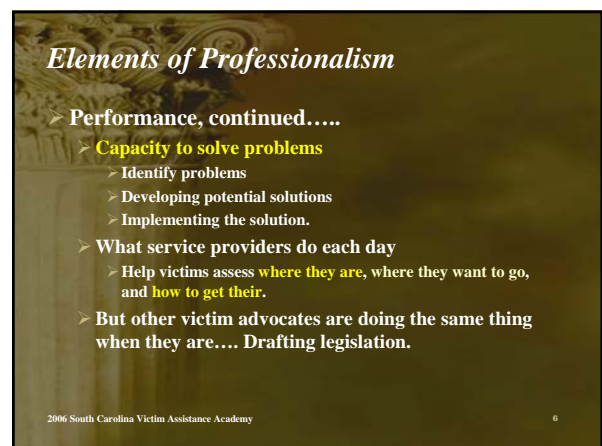 Elements of Professionalism
Performance, continued…..
Capacity to solve problems
Identify problems
Developing potential solutions
Implementing the solution.
What service providers do each day
Help victims assess where they are, where they want to go,
and how to get their.
But other victim advocates are doing the same thing
when they are…. Drafting legislation.
2006 South Carolina Victim Assistance Academy 6